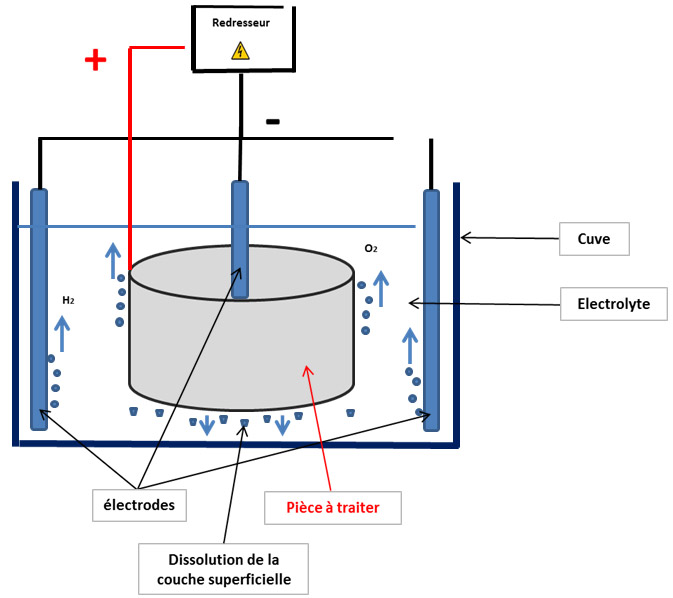 Redresseur
+
-
O2
Cuve
H2
Electrolyte
électrodes
Pièce à traiter
Dissolution de la
couche superficielle